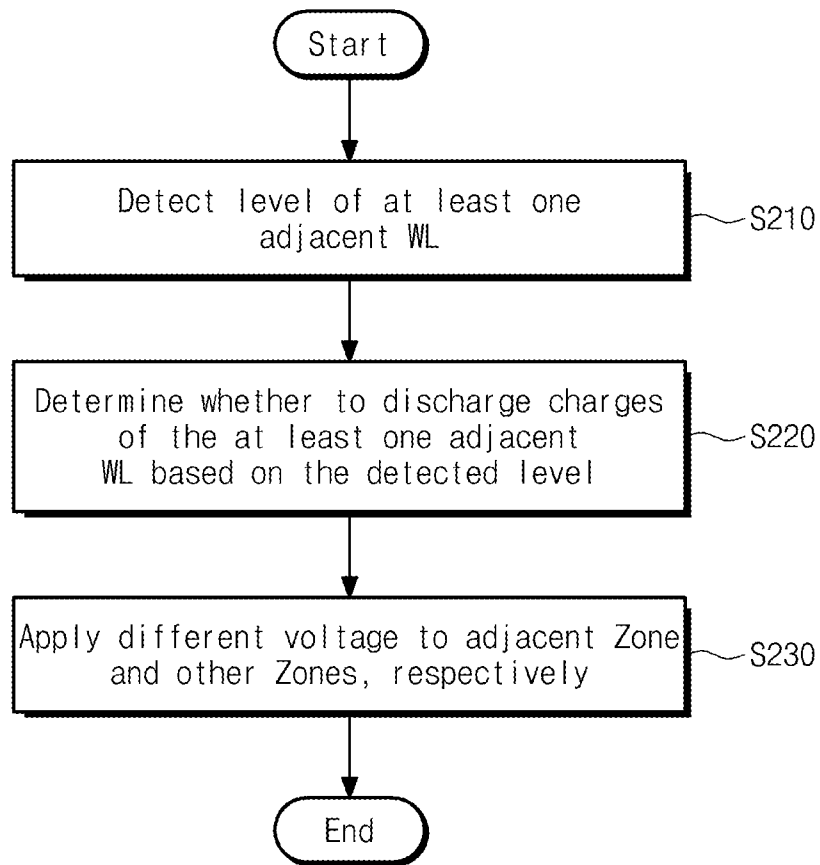 Start
Detect level of at least one
adjacent WL
S210
Determine whether to discharge charges
of the at least one adjacent
WL based on the detected level
S220
Apply different voltage to adjacent Zone
and other Zones, respectively
S230
End